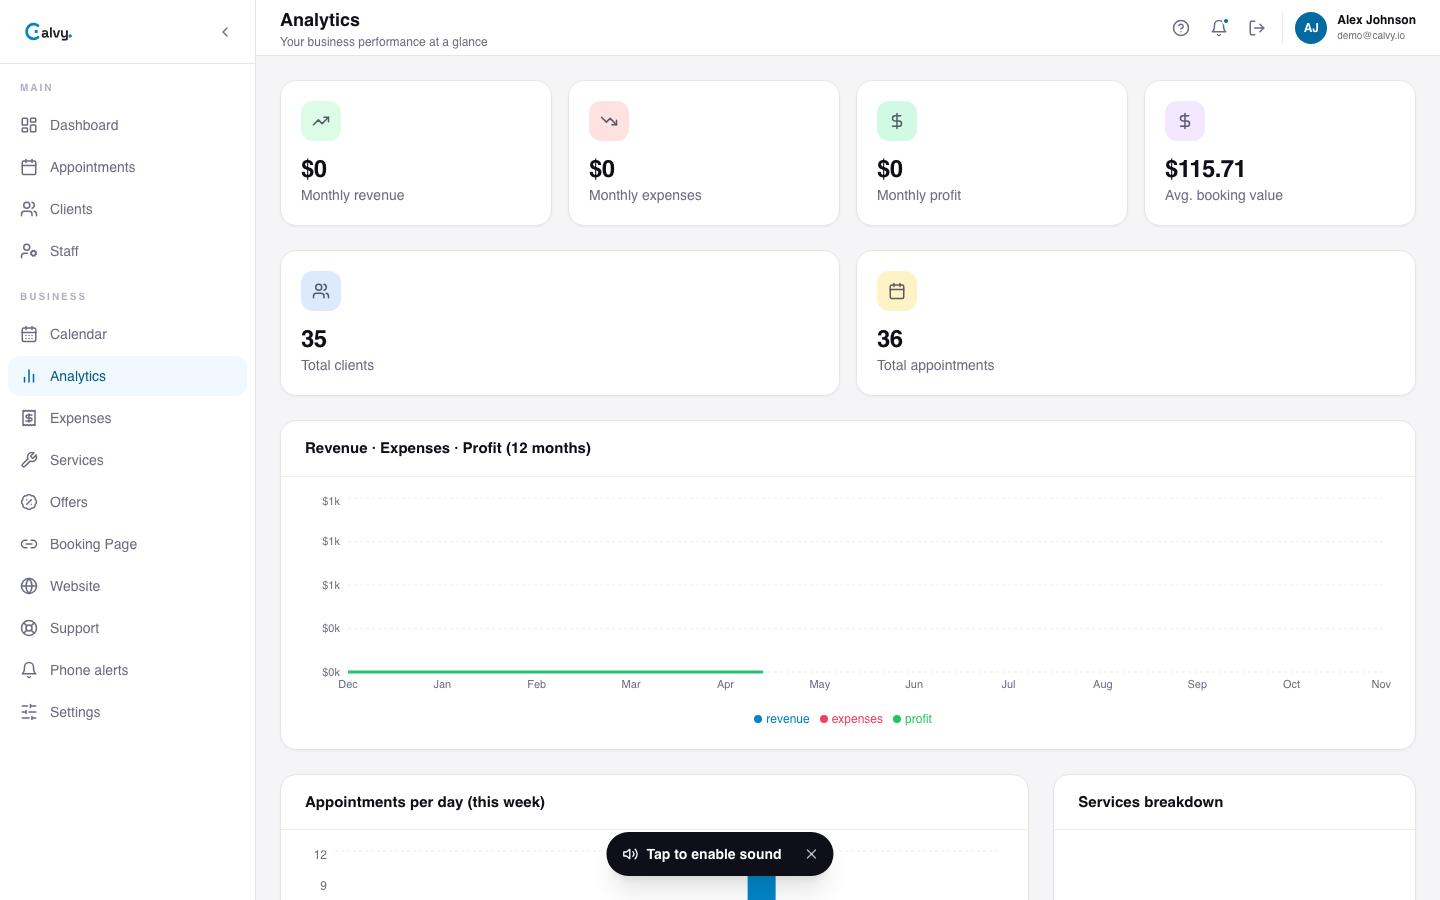 Calvy.
MAIN
Dashboard
Appointments
Clients
Staff
BUSINESS
Calendar
Analytics
Expenses
Services
Offers
Booking Page
Website
Support
Phone alerts
Settings
Analytics
Your business performance at a glance
AJ
Alex Johnson
demo@calvy.io
$0
Monthly revenue
$0
Monthly expenses
$0
Monthly profit
$115.71
Avg. booking value
35
Total clients
36
Total appointments
Revenue · Expenses · Profit (12 months)
$1k
$1k
$1k
$0k
$0k
Dec Jan Feb Mar Apr May Jun Jul Aug Sep Oct Nov
revenue expenses profit
Appointments per day (this week)
12
9
Services breakdown
Tap to enable sound